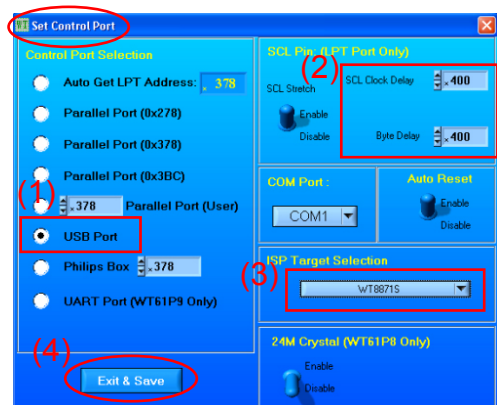 WT Set Control Port
Control Port Selection
Auto Get LPT Address: x 378
Parallel Port (0x278)
Parallel Port (0x378)
Parallel Port (0x3BC)
(1)
x 378 Parallel Port (User)
USB Port
Philips Box x 378
UART Port (WT61P9 Only)
(4)
Exit & Save
SCL Pin: (LPT Port Only)
(2)
SCL Stretch
Enable
Disable
SCL Clock Delay x 400
Byte Delay x 400
COM Port :
COM1
Auto Reset
Enable
Disable
ISP Target Selection
(3)
WT8871S
24M Crystal (WT61P8 Only)
Enable
Disable